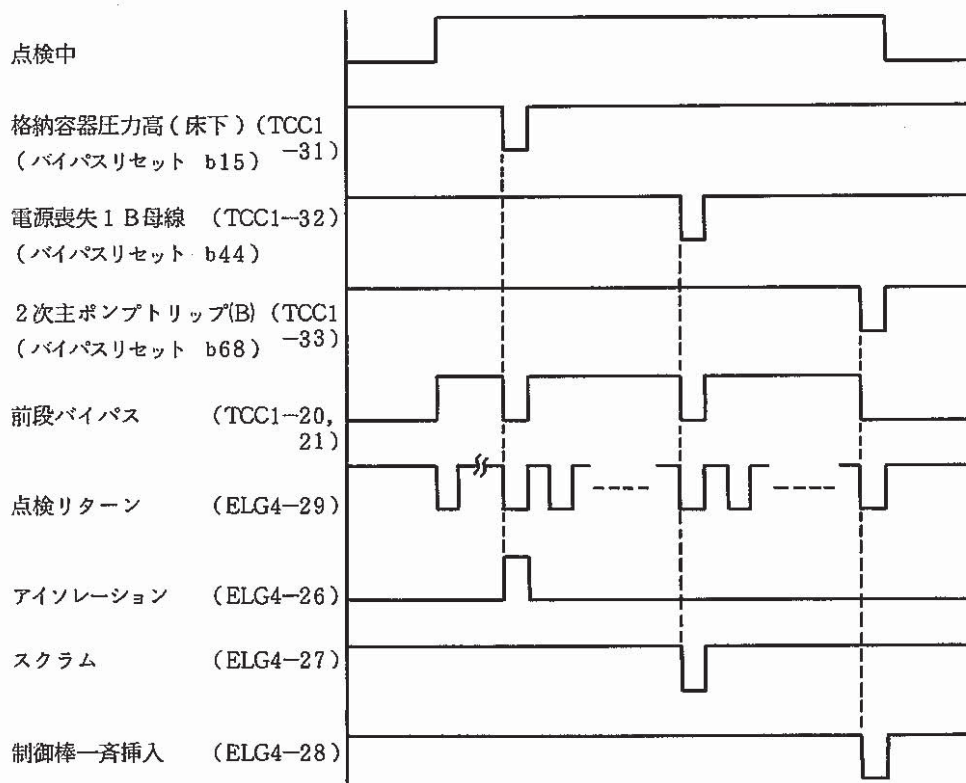 点検中
格納容器圧力高(床下)(TCC1
(バイパスリセット b15) -31)
電源喪失1B母線 (TCC1-32)
(バイパスリセット b44)
2次主ポンプトリップ(B) (TCC1
(バイパスリセット b68) -33)
前段バイパス (TCC1-20,
21)
点検リターン (ELG4-29)
アイソレーション (ELG4-26)
スクラム (ELG4-27)
制御棒一斉挿入 (ELG4-28)